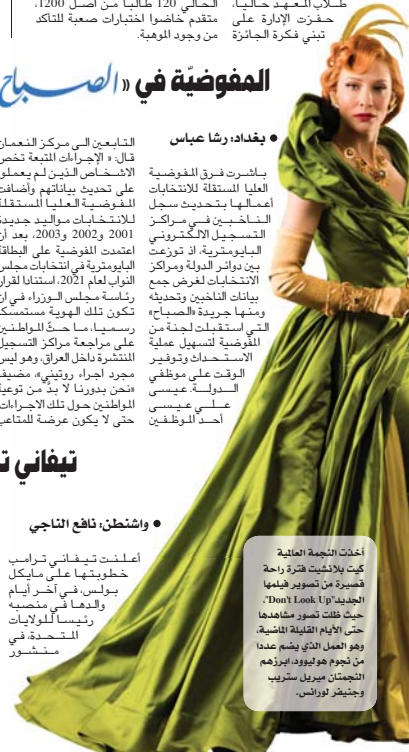 طلاب المعهد حالياً،
حفزت الإدارة على
تبني فكرة الجائزة
الحالي 120 طالباً من أصل 1200،
متقدم خاضوا اختبارات صعبة للتأكد
من وجود الموهبة.
المفوضيّة في «الصباح
● بغداد: رشا عباس
باشرت فرق المفوضية
العليا المستقلة للانتخابات
أعمالها بتحديث سجل
الناخبين في مراكز
التسجيل الالكتروني
البايومترية، اذ توزعت
بين دوائر الدولة ومراكز
الانتخابات لغرض جمع
بيانات الناخبين وتحديثه
ومنها جريدة «الصباح»
التي استقبلت لجنة من
المفوضية لتسهيل عملية
الاستحداث وتوفير
الوقت على موظفي
الدولة. عيسى
علي عيسى
أحد الموظفين
التابعين الى مركز النعمان
قال: « الإجراءات المتبعة تخص
الاشخاص الذين لم يعملو
على تحديث بياناتهم وأضافت
المفوضية العليا المستقلة
للانتخابات مواليد جديدة
2001 و2002 و2003، بعد أن
اعتمدت المفوضية على البطاقة
البايومترية في انتخابات مجلس
النواب لعام 2021، استنادا لقرار
رئاسة مجلس الوزراء في ان
تكون تلك الهوية مستمسكا
رسميا، ما حثّ المواطنين
على مراجعة مراكز التسجيل
المنتشرة داخل العراق، وهو ليس
مجرد اجراء روتيني»، مضيف
«نحن بدورنا لا بدّ من توعية
المواطنين حول تلك الاجراءات
حتى لا يكون عرضة للمتاعب
تيفاني ت
● واشنطن: نافع الناجي
أعلنت تيفاني ترامب
خطوبتها على مايكل
بولس، في آخر أيام
والدها في منصبه
رئيسا للولايات
المتحدة، في
منشور
أخذت النجمة العالمية
كيت بلانشيت فترة راحة
قصيرة من تصوير فيلمها
الجديد"Don't Look Up"،
حيث ظلت تصور مشاهدها
حتى الأيام القليلة الماضية،
وهو العمل الذي يضم عددا
من نجوم هوليوود، ابرزهم
النجمتان ميريل ستريب
وجنيفر لورانس.